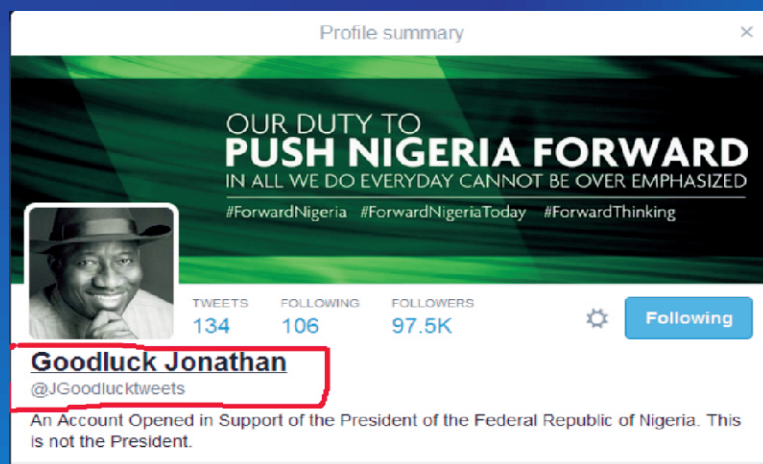 Profile summary
×
OUR DUTY TO
PUSH NIGERIA FORWARD
IN ALL WE DO EVERYDAY CANNOT BE OVER EMPHASIZED
#ForwardNigeria #ForwardNigeriaToday #ForwardThinking
TWEETS FOLLOWING FOLLOWERS
134 106 97.5K
Following
Goodluck Jonathan
@JGoodlucktweets
An Account Opened in Support of the President of the Federal Republic of Nigeria. This
is not the President.